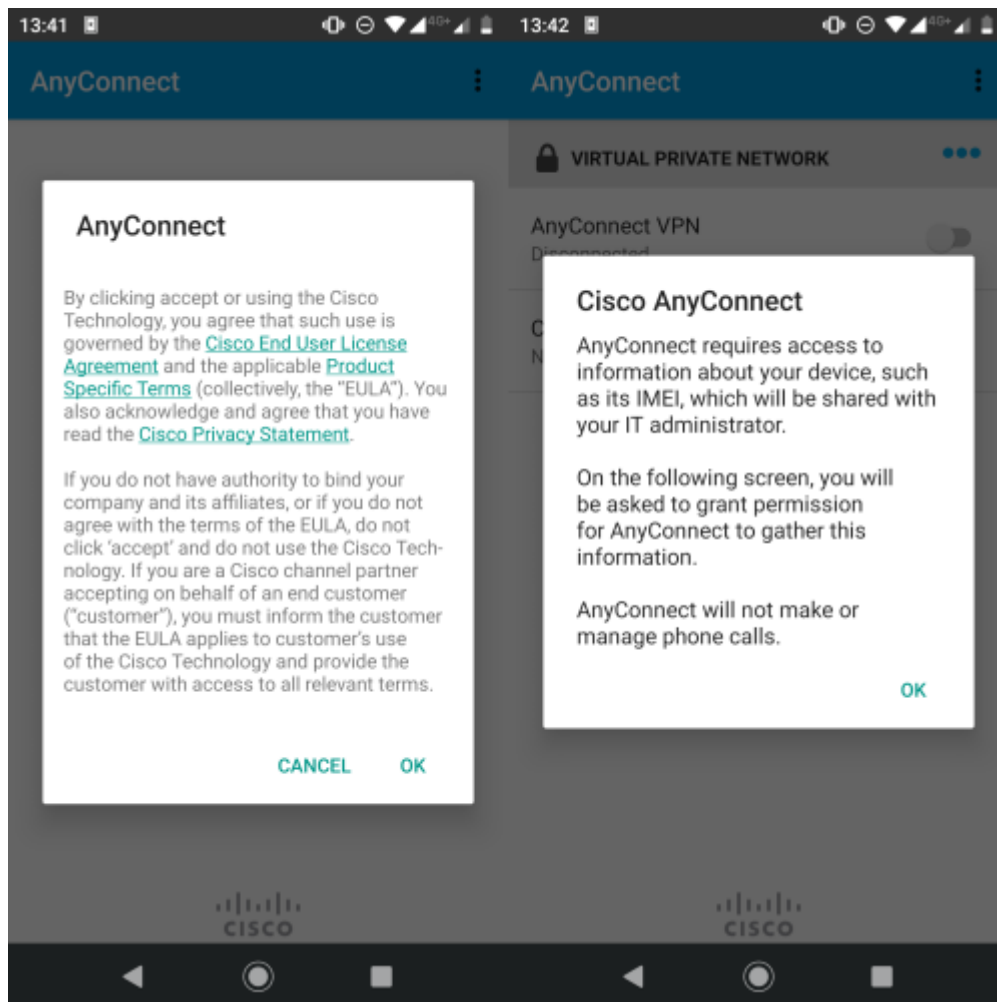 13:41
4G+
AnyConnect
AnyConnect
By clicking accept or using the Cisco
Technology, you agree that such use is
governed by the Cisco End User License
Agreement and the applicable Product
Specific Terms (collectively, the “EULA”). You
also acknowledge and agree that you have
read the Cisco Privacy Statement.
If you do not have authority to bind your
company and its affiliates, or if you do not
agree with the terms of the EULA, do not
click ‘accept’ and do not use the Cisco Tech-
nology. If you are a Cisco channel partner
accepting on behalf of an end customer
(“customer”), you must inform the customer
that the EULA applies to customer’s use
of the Cisco Technology and provide the
customer with access to all relevant terms.
CANCEL OK
CISCO
13:42
4G+
AnyConnect
VIRTUAL PRIVATE NETWORK
AnyConnect VPN
Disconnected
C
N
Cisco AnyConnect
AnyConnect requires access to
information about your device, such
as its IMEI, which will be shared with
your IT administrator.
On the following screen, you will
be asked to grant permission
for AnyConnect to gather this
information.
AnyConnect will not make or
manage phone calls.
OK
CISCO